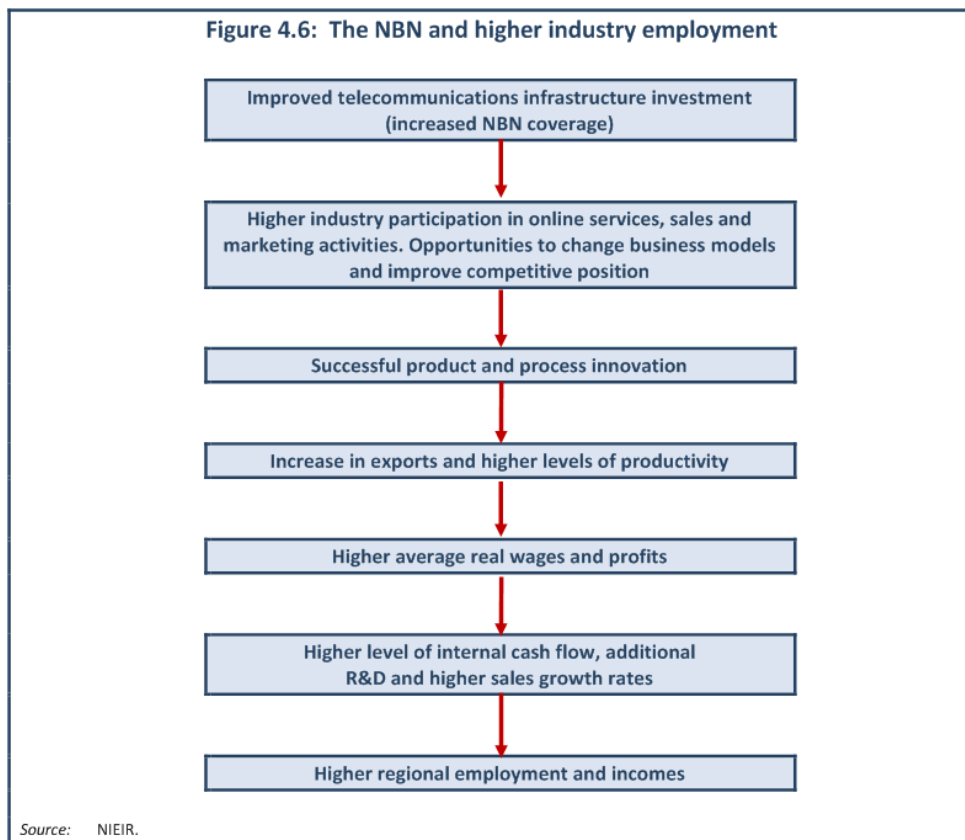 Figure 4.6: The NBN and higher industry employment
Improved telecommunications infrastructure investment
(increased NBN coverage)
Higher industry participation in online services, sales and
marketing activities. Opportunities to change business models
and improve competitive position
Successful product and process innovation
Increase in exports and higher levels of productivity
Higher average real wages and profits
Higher level of internal cash flow, additional
R&D and higher sales growth rates
Higher regional employment and incomes
Source: NIEIR.